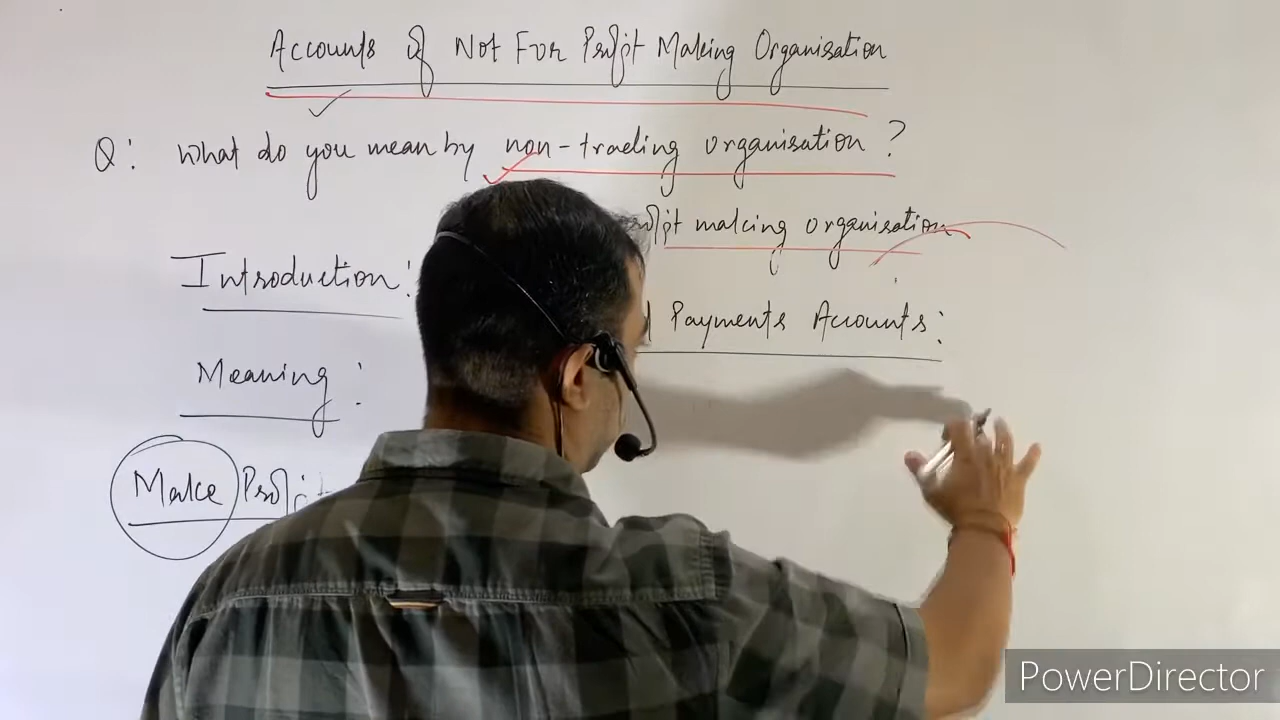 Accounts of Not For Profit Making Organisation
Q: What do you mean by non-trading organisation?
making organisation
Introduction:
Payments Accounts:
Meaning:
Make Profit
PowerDirector